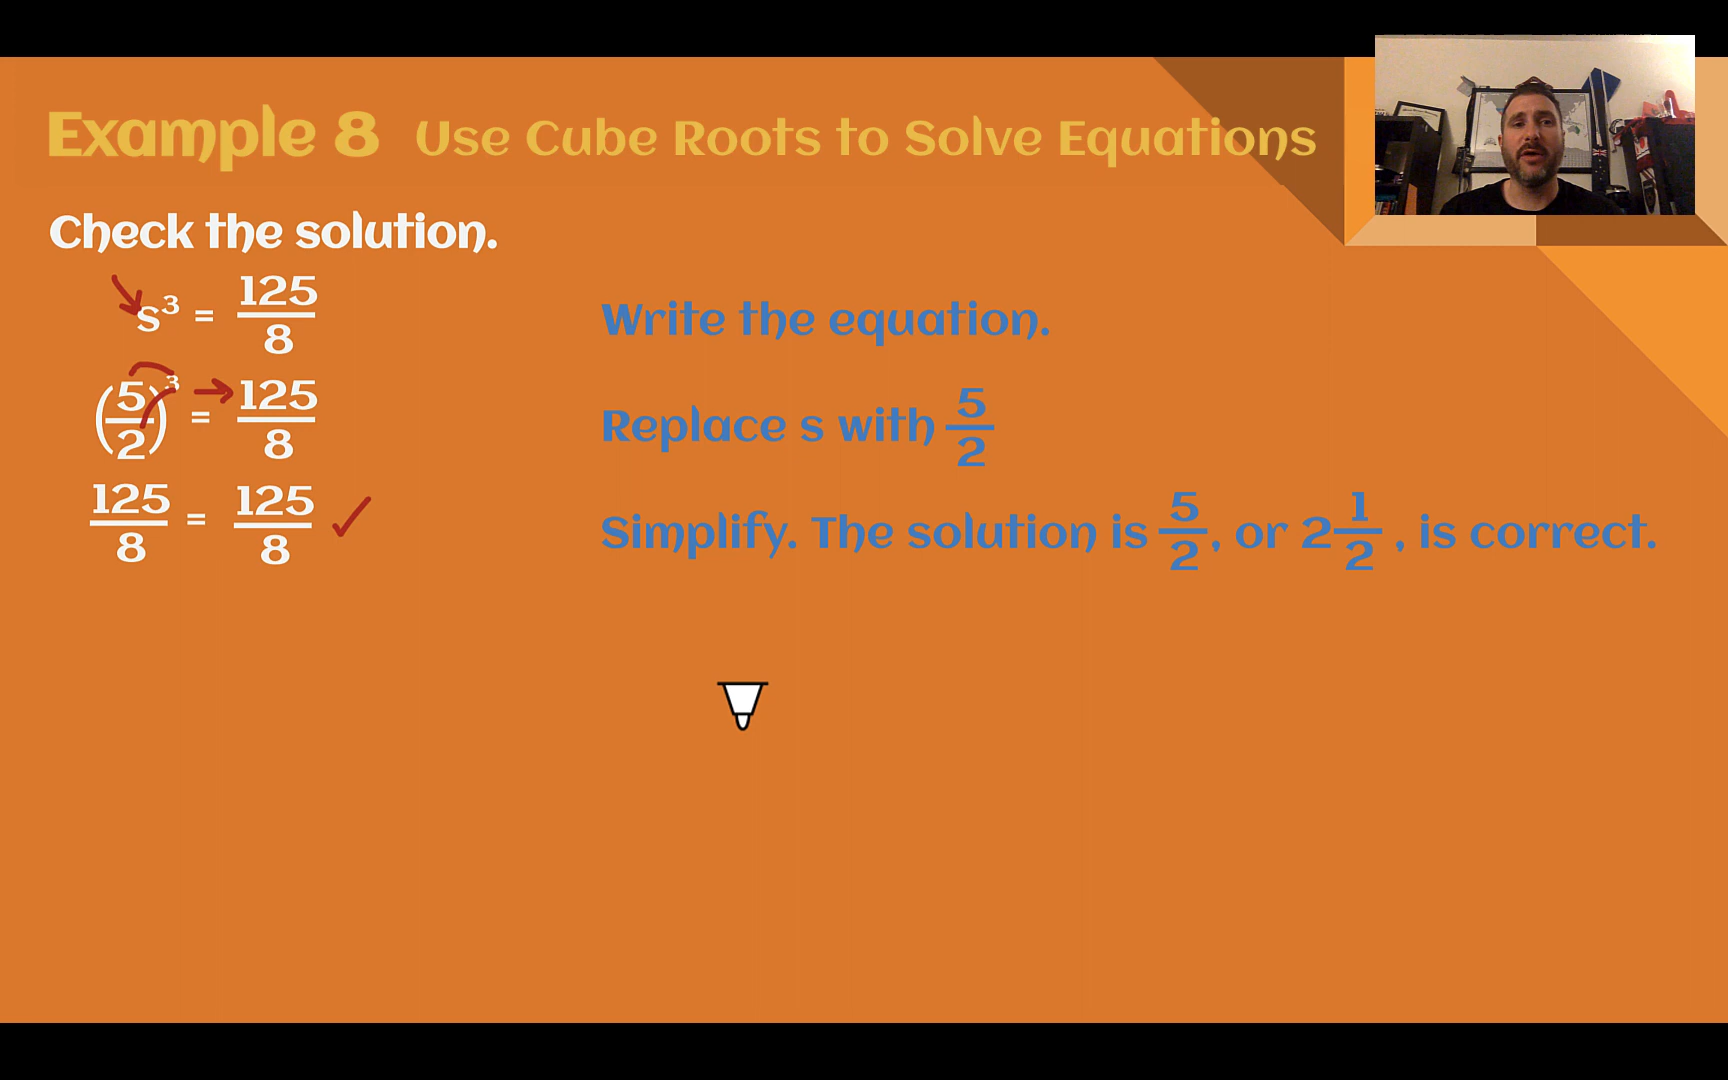 Example 8 Use Cube Roots to Solve Equations
Check the solution.
s³ = 125/8 Write the equation.
(5/2)³ = 125/8 Replace s with 5/2
125/8 = 125/8 ✓ Simplify. The solution is 5/2, or 2 1/2 , is correct.